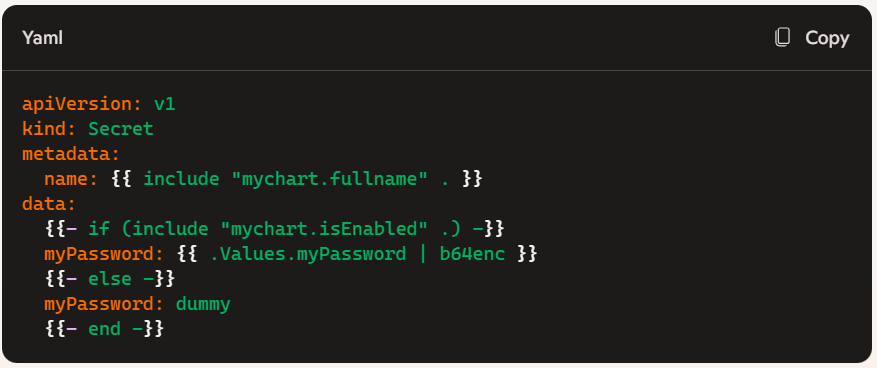 Yaml
Copy
apiVersion: v1
kind: Secret
metadata:
  name: {{ include "mychart.fullname" . }}
data:
  {{- if (include "mychart.isEnabled" .) -}}
  myPassword: {{ .Values.myPassword | b64enc }}
  {{- else -}}
  myPassword: dummy
  {{- end -}}